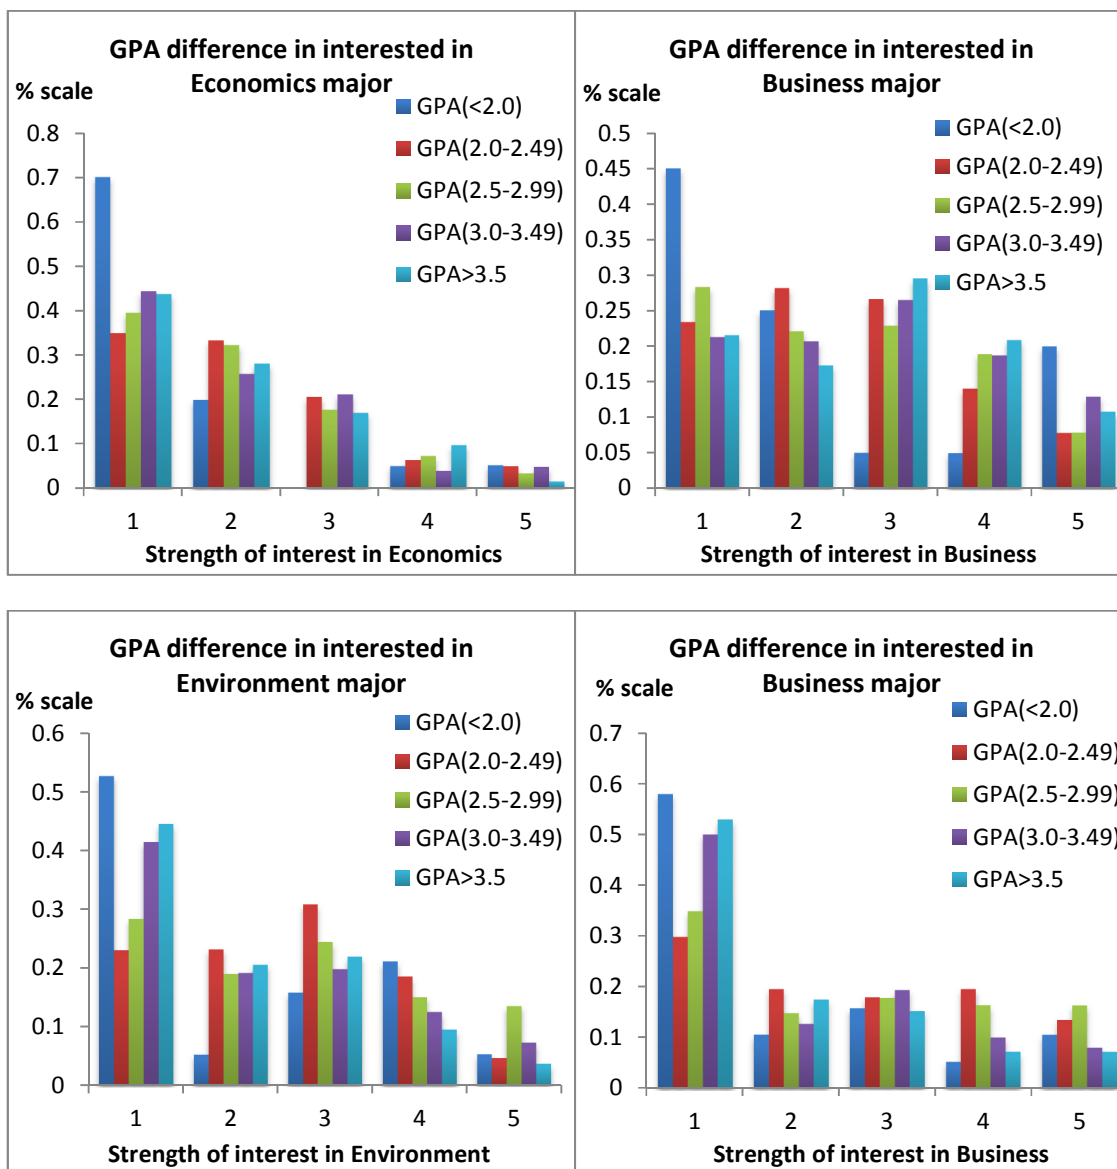 GPA difference in interested in
Economics major
% scale
GPA(<2.0)
GPA(2.0-2.49)
GPA(2.5-2.99)
GPA(3.0-3.49)
GPA>3.5
0.8
0.7
0.6
0.5
0.4
0.3
0.2
0.1
0
1 2 3 4 5
Strength of interest in Economics
GPA difference in interested in
Business major
% scale
GPA(<2.0)
GPA(2.0-2.49)
GPA(2.5-2.99)
GPA(3.0-3.49)
GPA>3.5
0.5
0.45
0.4
0.35
0.3
0.25
0.2
0.15
0.1
0.05
0
1 2 3 4 5
Strength of interest in Business
GPA difference in interested in
Environment major
% scale
GPA(<2.0)
GPA(2.0-2.49)
GPA(2.5-2.99)
GPA(3.0-3.49)
GPA>3.5
0.6
0.5
0.4
0.3
0.2
0.1
0
1 2 3 4 5
Strength of interest in Environment
GPA difference in interested in
Business major
% scale
GPA(<2.0)
GPA(2.0-2.49)
GPA(2.5-2.99)
GPA(3.0-3.49)
GPA>3.5
0.7
0.6
0.5
0.4
0.3
0.2
0.1
0
1 2 3 4 5
Strength of interest in Business